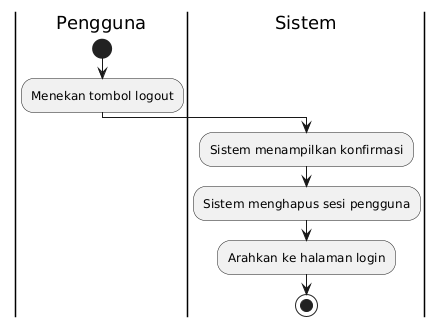 Pengguna
Sistem
Menekan tombol logout
Sistem menampilkan konfirmasi
Sistem menghapus sesi pengguna
Arahkan ke halaman login